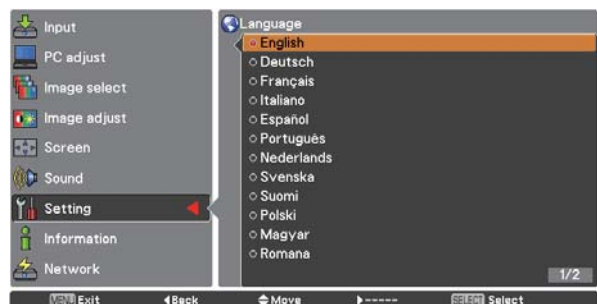 Input
PC adjust
Image select
Image adjust
Screen
Sound
Setting
Information
Network
Language
English
Deutsch
Français
Italiano
Español
Português
Nederlands
Svenska
Suomi
Polski
Magyar
Romana
1/2
MENU Exit ◀Back Move ▶----- SELECT Select